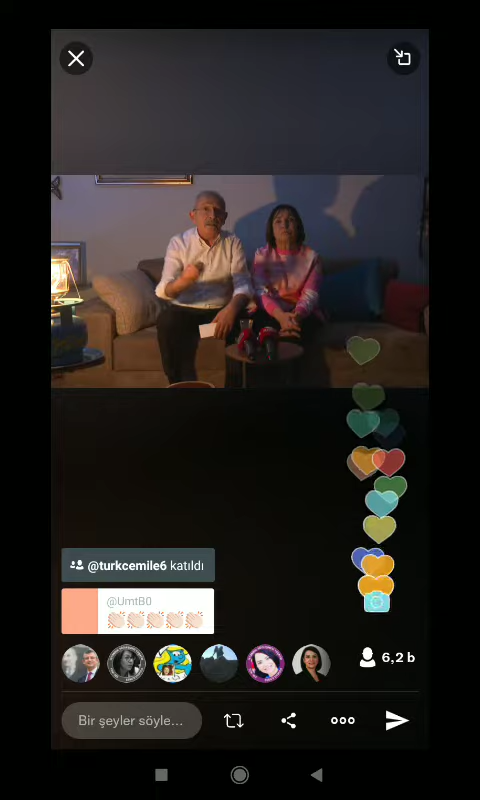 @turkcemile6 katıldı
@UmtB0
👏🏻👏🏻👏🏻👏🏻👏🏻
6,2 b
Bir şeyler söyle...